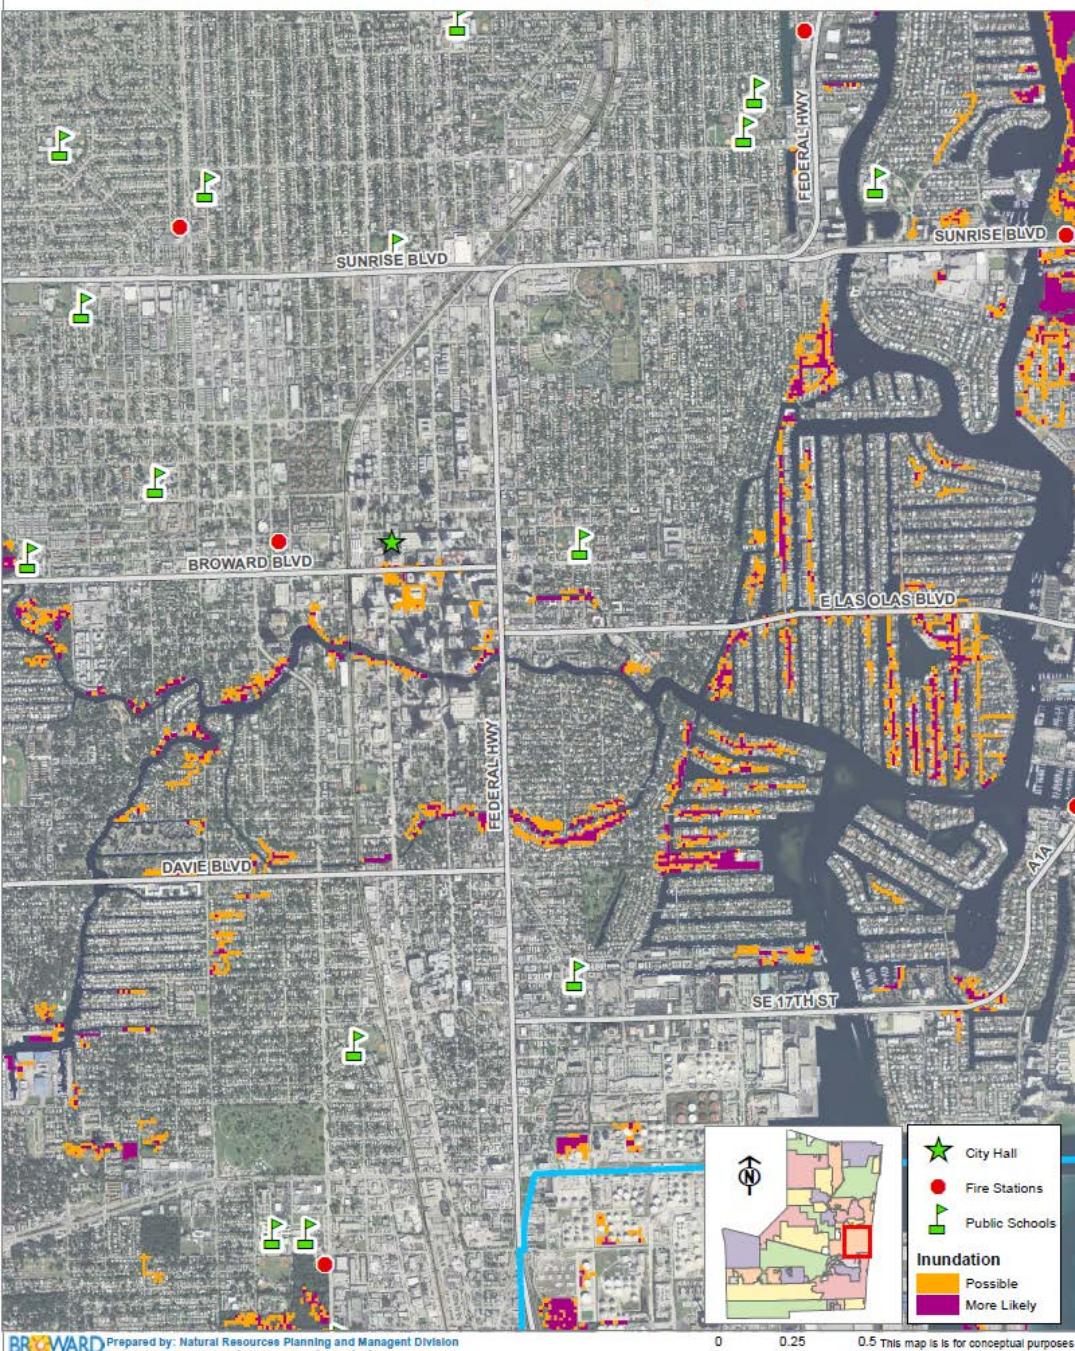 FEDERAL HWY
SUNRISE BLVD
SUNRISE BLVD
BROWARD BLVD
E LAS OLAS BLVD
FEDERAL HWY
DAVIE BLVD
A1A
SE 17TH ST
N
City Hall
Fire Stations
Public Schools
Inundation
Possible
More Likely
BROWARD Prepared by: Natural Resources Planning and Managent Division
0 0.25 0.5 This map is is for conceptual purposes